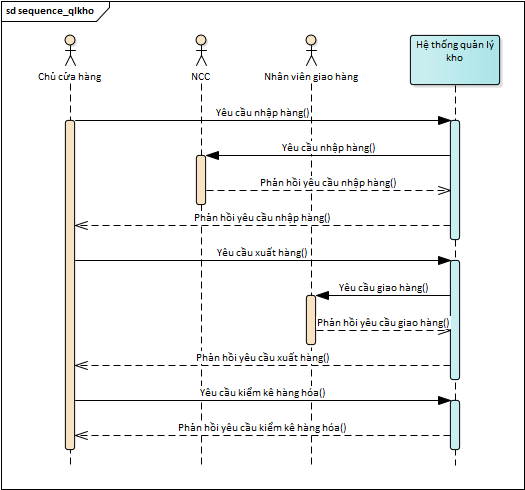 sd sequence_qlkho
Hệ thống quản lý
kho
Chủ cửa hàng
NCC
Nhân viên giao hàng
Yêu cầu nhập hàng()
Yêu cầu nhập hàng()
Phản hồi yêu cầu nhập hàng()
Phản hồi yêu cầu nhập hàng()
Yêu cầu xuất hàng()
Yêu cầu giao hàng()
Phản hồi yêu cầu giao hàng()
Phản hồi yêu cầu xuất hàng()
Yêu cầu kiểm kê hàng hóa()
Phản hồi yêu cầu kiểm kê hàng hóa()